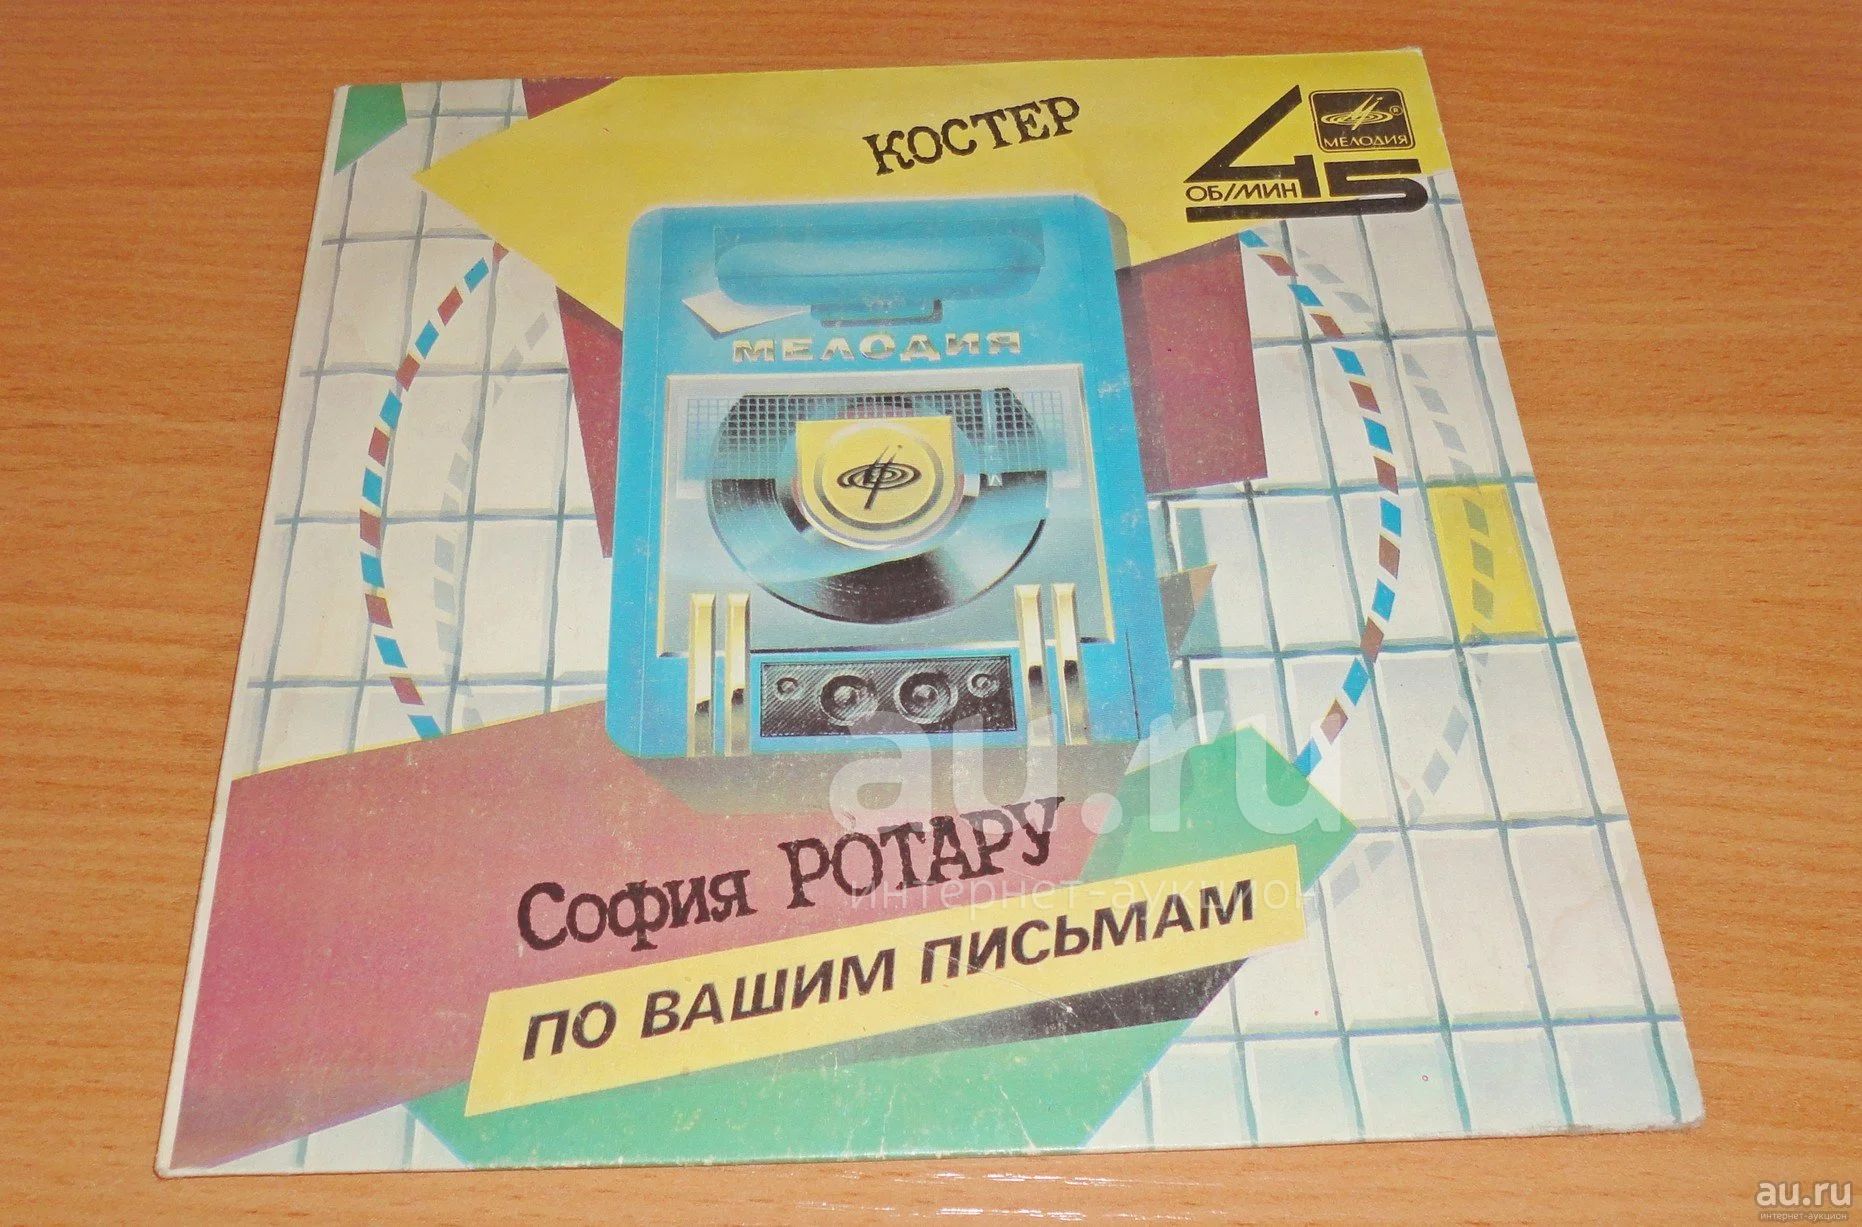 КОСТЕР
45
ОБ/МИН
МЕЛОДИЯ
МЕЛОДИЯ
София РОТАРУ
ПО ВАШИМ ПИСЬМАМ
au.ru
интернет-аукцион
au.ru
интернет-аукцион